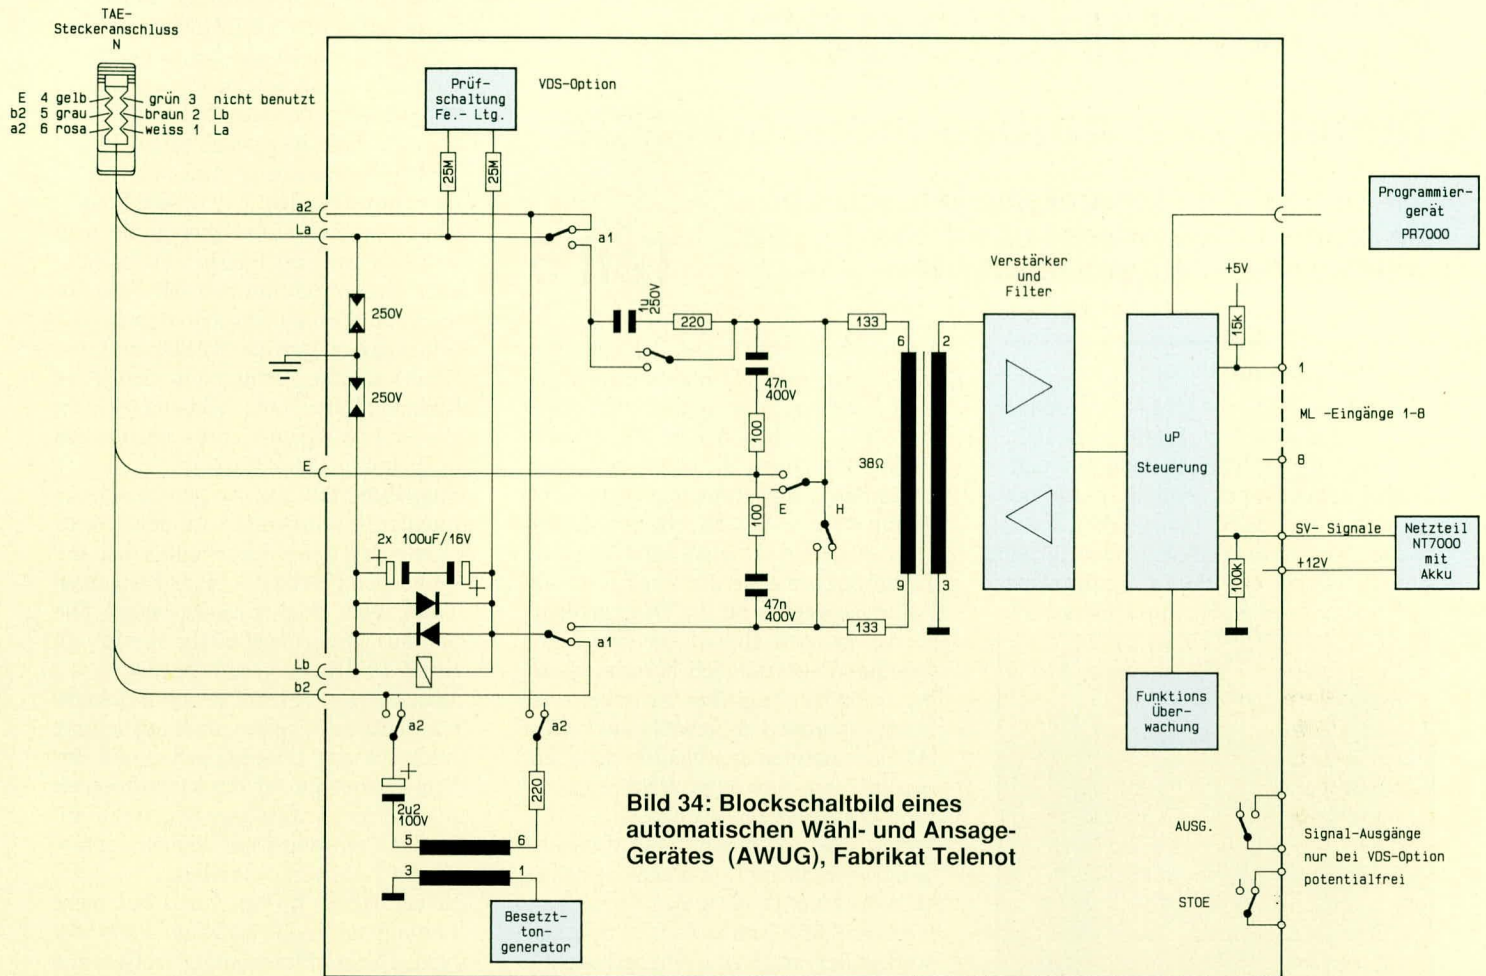 TAE-
Steckeranschluss
N
E 4 gelb
b2 5 grau
a2 6 rosa
grün 3 nicht benutzt
braun 2 Lb
weiss 1 La
Prüf-
schaltung
Fe.- Ltg.
VDS-Option
25M
25M
a2
La
a1
250V
250V
1u
250V
220
133
47n
400V
100
38Ω
6
2
9
3
E
E
H
100
47n
400V
133
Verstärker
und
Filter
uP
Steuerung
Programmier-
gerät
PR7000
+5V
15k
1
ML -Eingänge 1-8
8
SV- Signale
+12V
100k
Netzteil
NT7000
mit
Akku
Funktions
Über-
wachung
2x 100uF/16V
+
+
Lb
b2
a1
a2
a2
+
2u2
100V
220
5
6
3
1
Besetzt-
ton-
generator
Bild 34: Blockschaltbild eines
automatischen Wähl- und Ansage-
Gerätes (AWUG), Fabrikat Telenot
AUSG.
STOE
Signal-Ausgänge
nur bei VDS-Option
potentialfrei